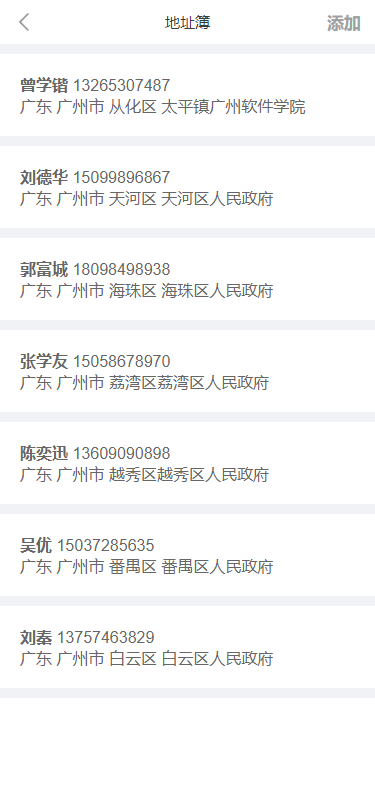 地址簿
添加
曾学锴 13265307487
广东 广州市 从化区 太平镇广州软件学院
刘德华 15099896867
广东 广州市 天河区 天河区人民政府
郭富城 18098498938
广东 广州市 海珠区 海珠区人民政府
张学友 15058678970
广东 广州市 荔湾区荔湾区人民政府
陈奕迅 13609090898
广东 广州市 越秀区越秀区人民政府
吴优 15037285635
广东 广州市 番禺区 番禺区人民政府
刘秦 13757463829
广东 广州市 白云区 白云区人民政府